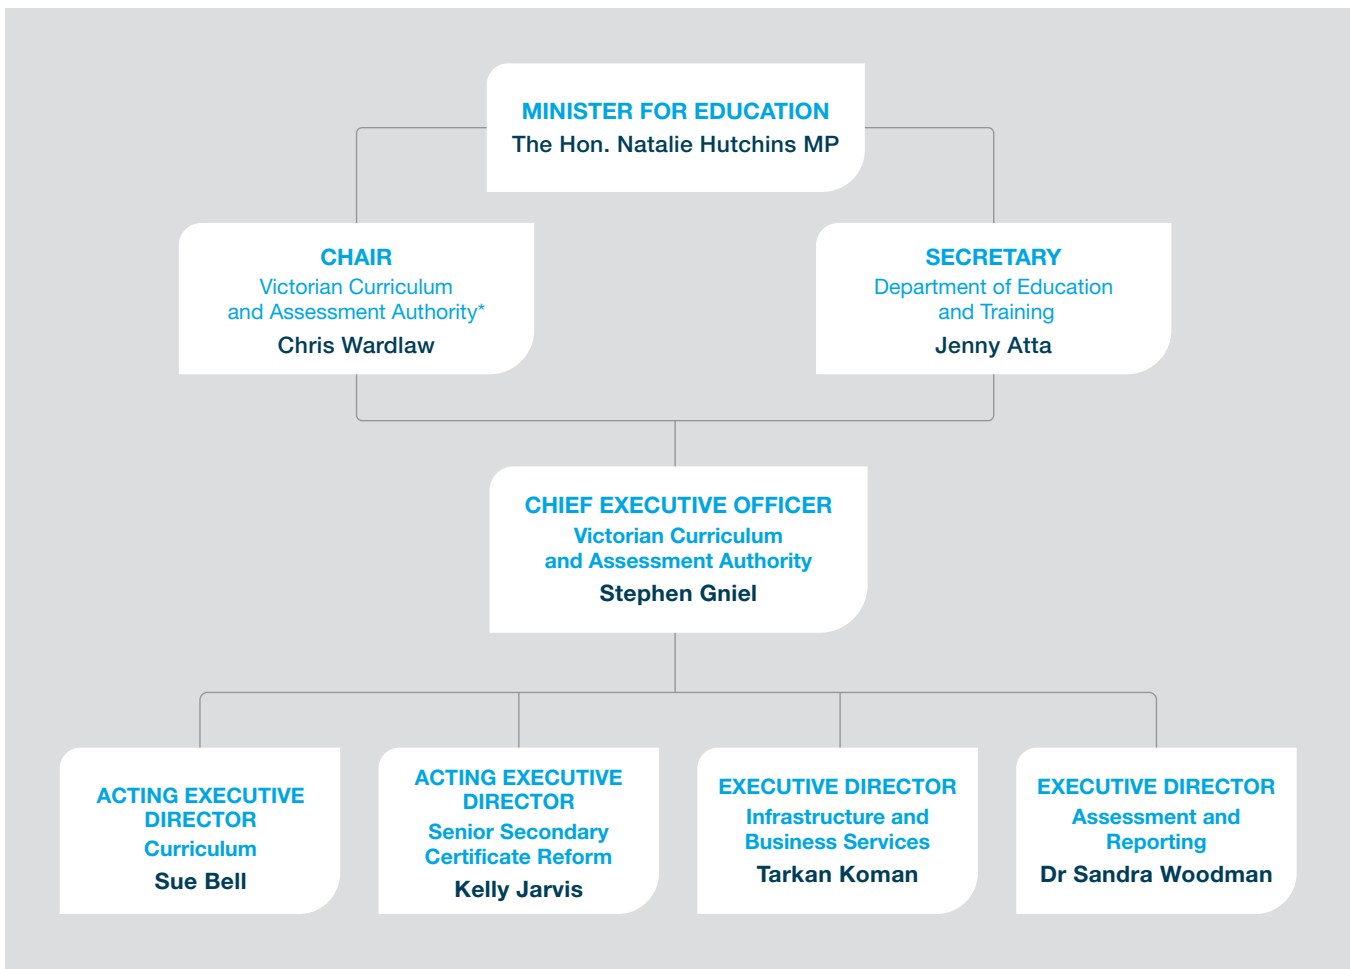 MINISTER FOR EDUCATION
The Hon. Natalie Hutchins MP
CHAIR
Victorian Curriculum
and Assessment Authority*
Chris Wardlaw
SECRETARY
Department of Education
and Training
Jenny Atta
CHIEF EXECUTIVE OFFICER
Victorian Curriculum
and Assessment Authority
Stephen Gniel
ACTING EXECUTIVE
DIRECTOR
Curriculum
Sue Bell
ACTING EXECUTIVE
DIRECTOR
Senior Secondary
Certificate Reform
Kelly Jarvis
EXECUTIVE DIRECTOR
Infrastructure and
Business Services
Tarkan Koman
EXECUTIVE DIRECTOR
Assessment and
Reporting
Dr Sandra Woodman